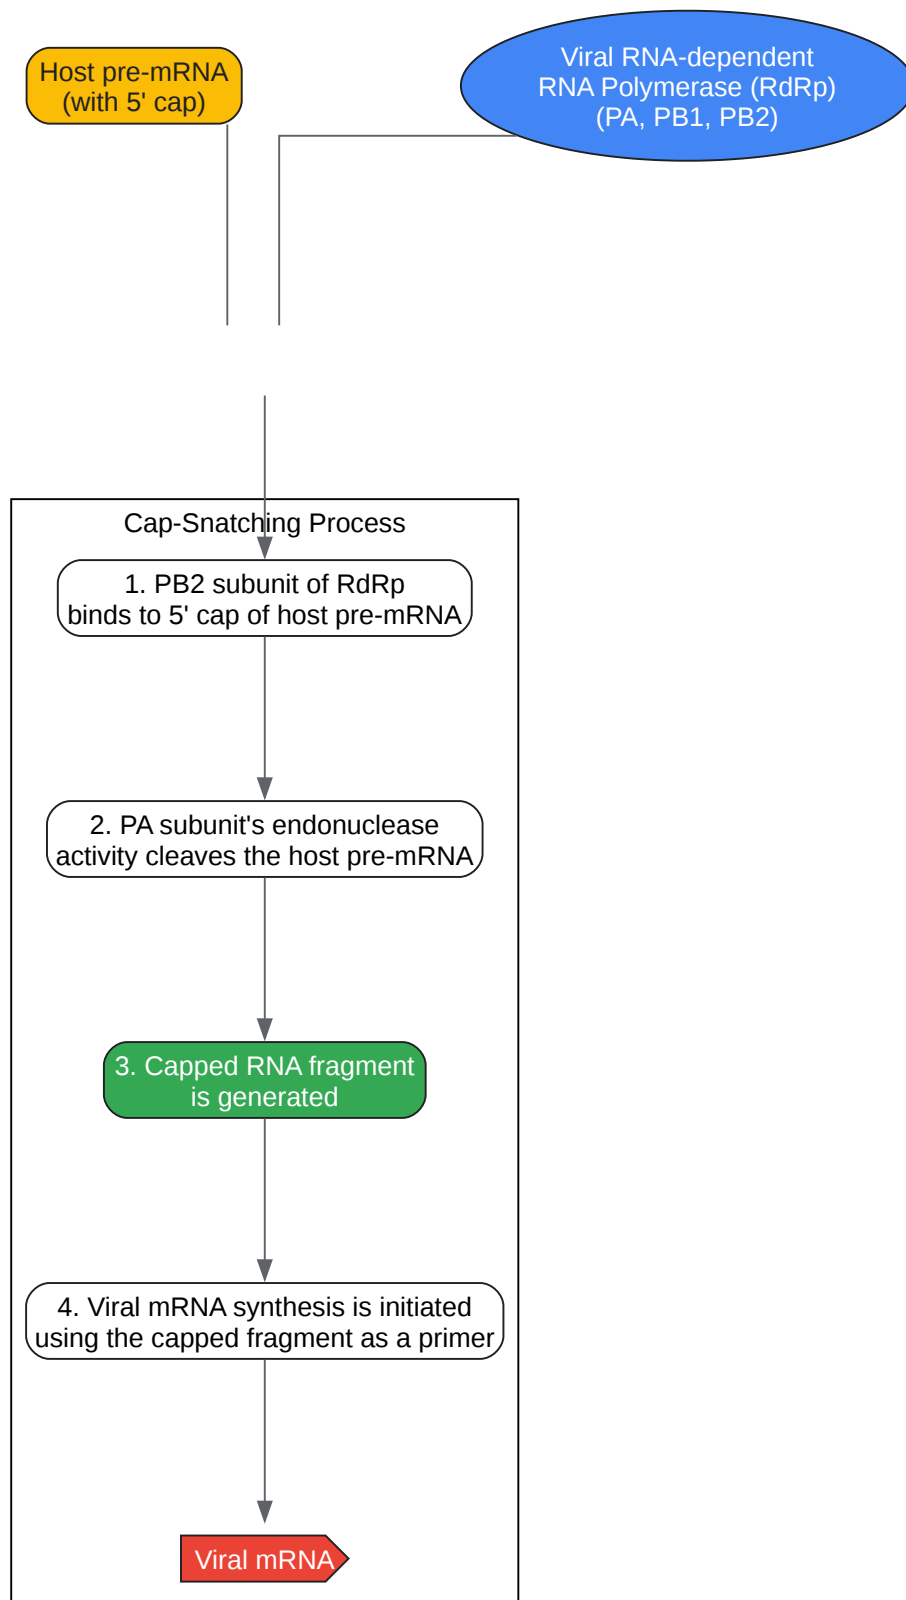 Host pre-mRNA
(with 5' cap)
Viral RNA-dependent
RNA Polymerase (RdRp)
(PA, PB1, PB2)
Cap-Snatching Process
1. PB2 subunit of RdRp
binds to 5' cap of host pre-mRNA
2. PA subunit's endonuclease
activity cleaves the host pre-mRNA
3. Capped RNA fragment
is generated
4. Viral mRNA synthesis is initiated
using the capped fragment as a primer
Viral mRNA